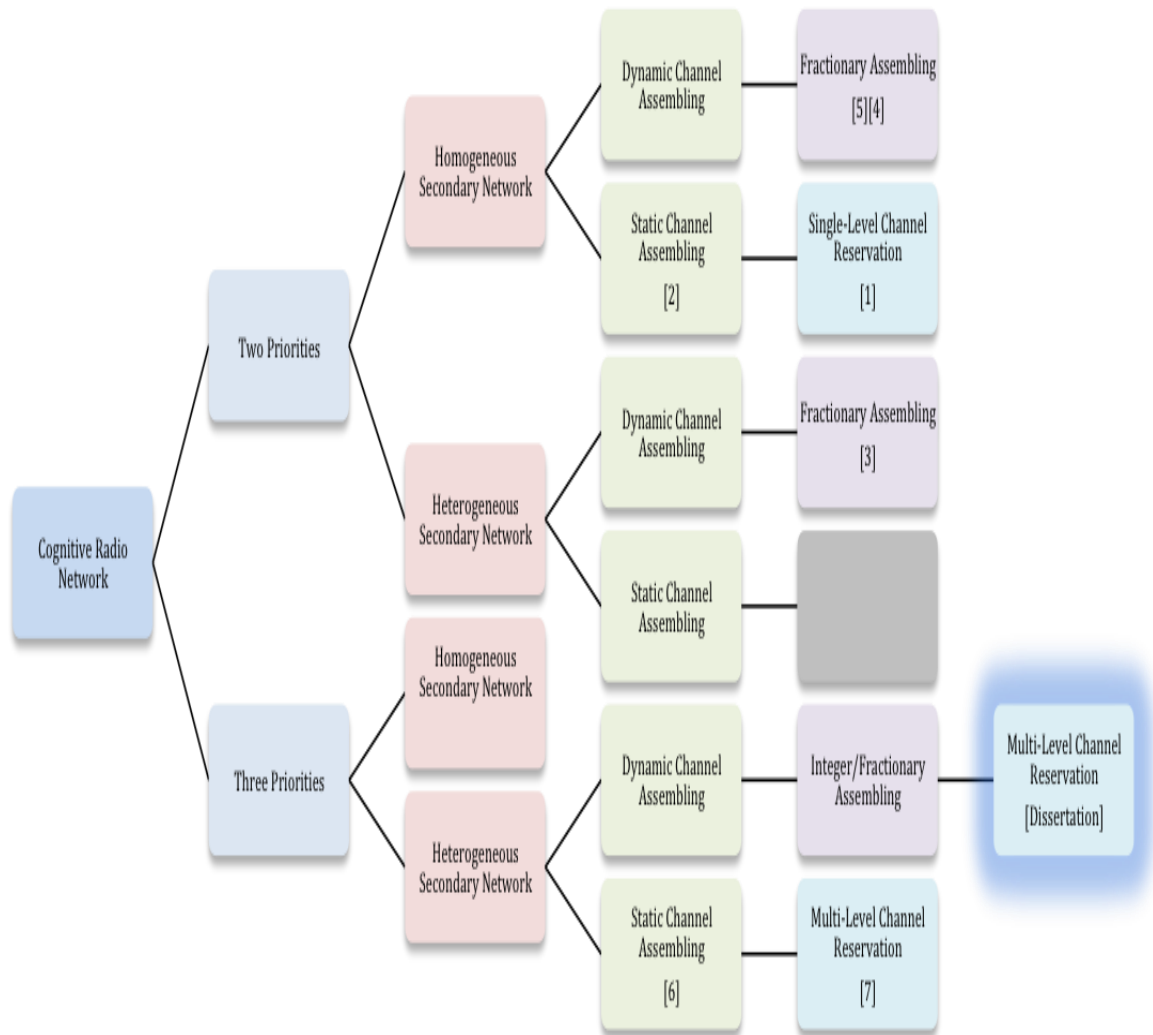 Cognitive Radio
Network
Two Priorities
Three Priorities
Homogeneous
Secondary Network
Heterogeneous
Secondary Network
Homogeneous
Secondary Network
Heterogeneous
Secondary Network
Dynamic Channel
Assembling
Static Channel
Assembling
[2]
Dynamic Channel
Assembling
Static Channel
Assembling
Dynamic Channel
Assembling
Static Channel
Assembling
[6]
Fractionary Assembling
[5][4]
Single-Level Channel
Reservation
[1]
Fractionary Assembling
[3]
Integer/Fractionary
Assembling
Multi-Level Channel
Reservation
[7]
Multi-Level Channel
Reservation
[Dissertation]